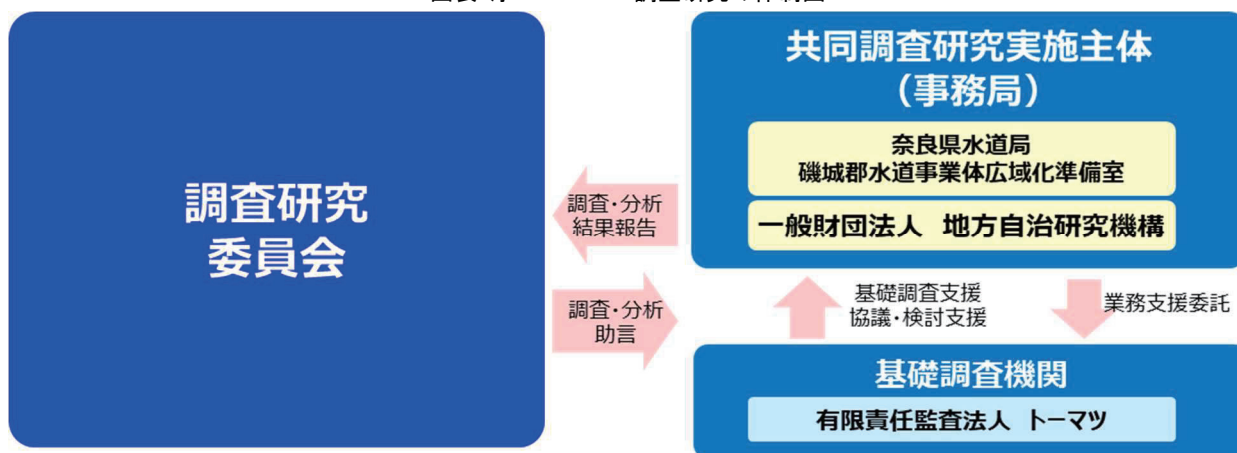 調査研究
委員会
調査・分析
結果報告
調査・分析
助言
共同調査研究実施主体
（事務局）
奈良県水道局
磯城郡水道事業体広域化準備室
一般財団法人 地方自治研究機構
基礎調査支援
協議・検討支援
業務支援委託
基礎調査機関
有限責任監査法人 トーマツ